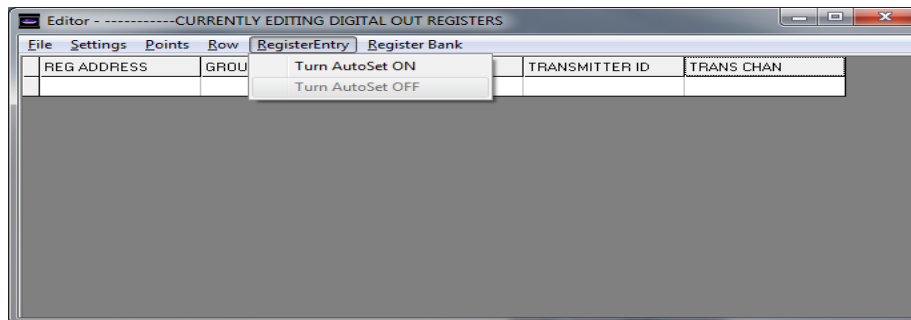 Editor - -----------CURRENTLY EDITING DIGITAL OUT REGISTERS
File Settings Points Row RegisterEntry Register Bank
REG ADDRESS GROU TRANSMITTER ID TRANS CHAN
Turn AutoSet ON
Turn AutoSet OFF